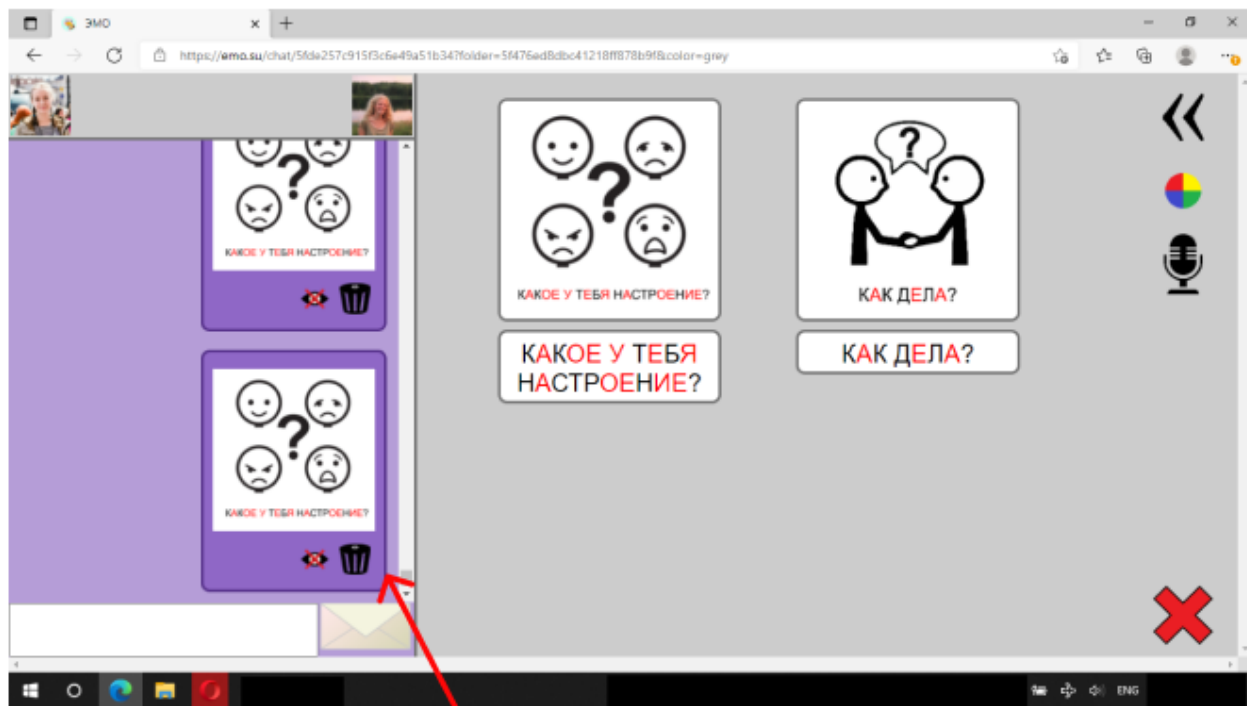 ЭМО
https://emo.su/chat/5fde257c915f3c6e49a51b34?folder=5f476ed8dbc41218ff878b9f&color=grey
КАКОЕ У ТЕБЯ НАСТРОЕНИЕ?
КАКОЕ У ТЕБЯ НАСТРОЕНИЕ?
КАКОЕ У ТЕБЯ НАСТРОЕНИЕ?
КАКОЕ У ТЕБЯ
НАСТРОЕНИЕ?
КАК ДЕЛА?
КАК ДЕЛА?
ENG